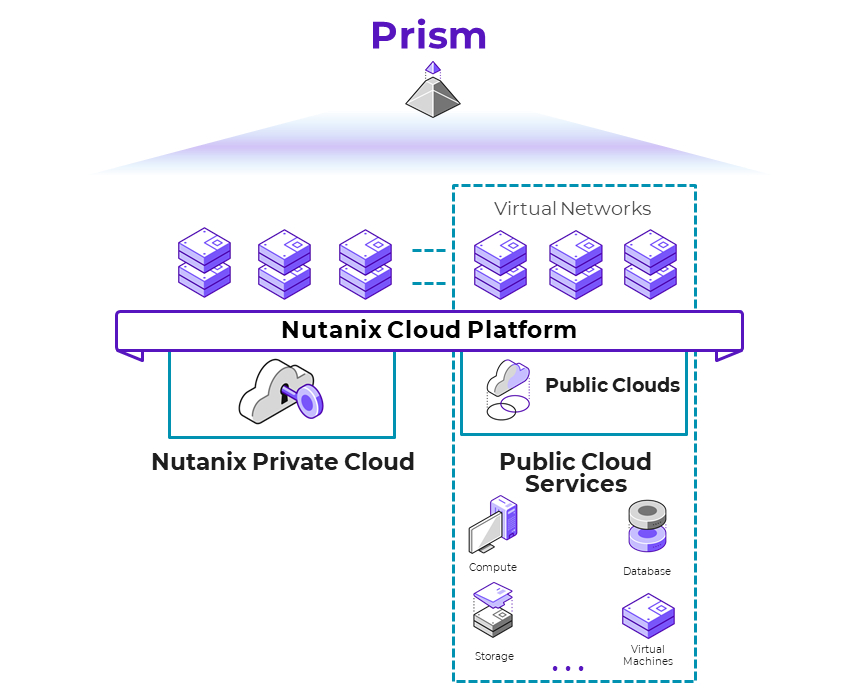 Prism
Virtual Networks
Nutanix Cloud Platform
Public Clouds
Nutanix Private Cloud
Public Cloud
Services
Compute
Database
Storage
Virtual
Machines
...